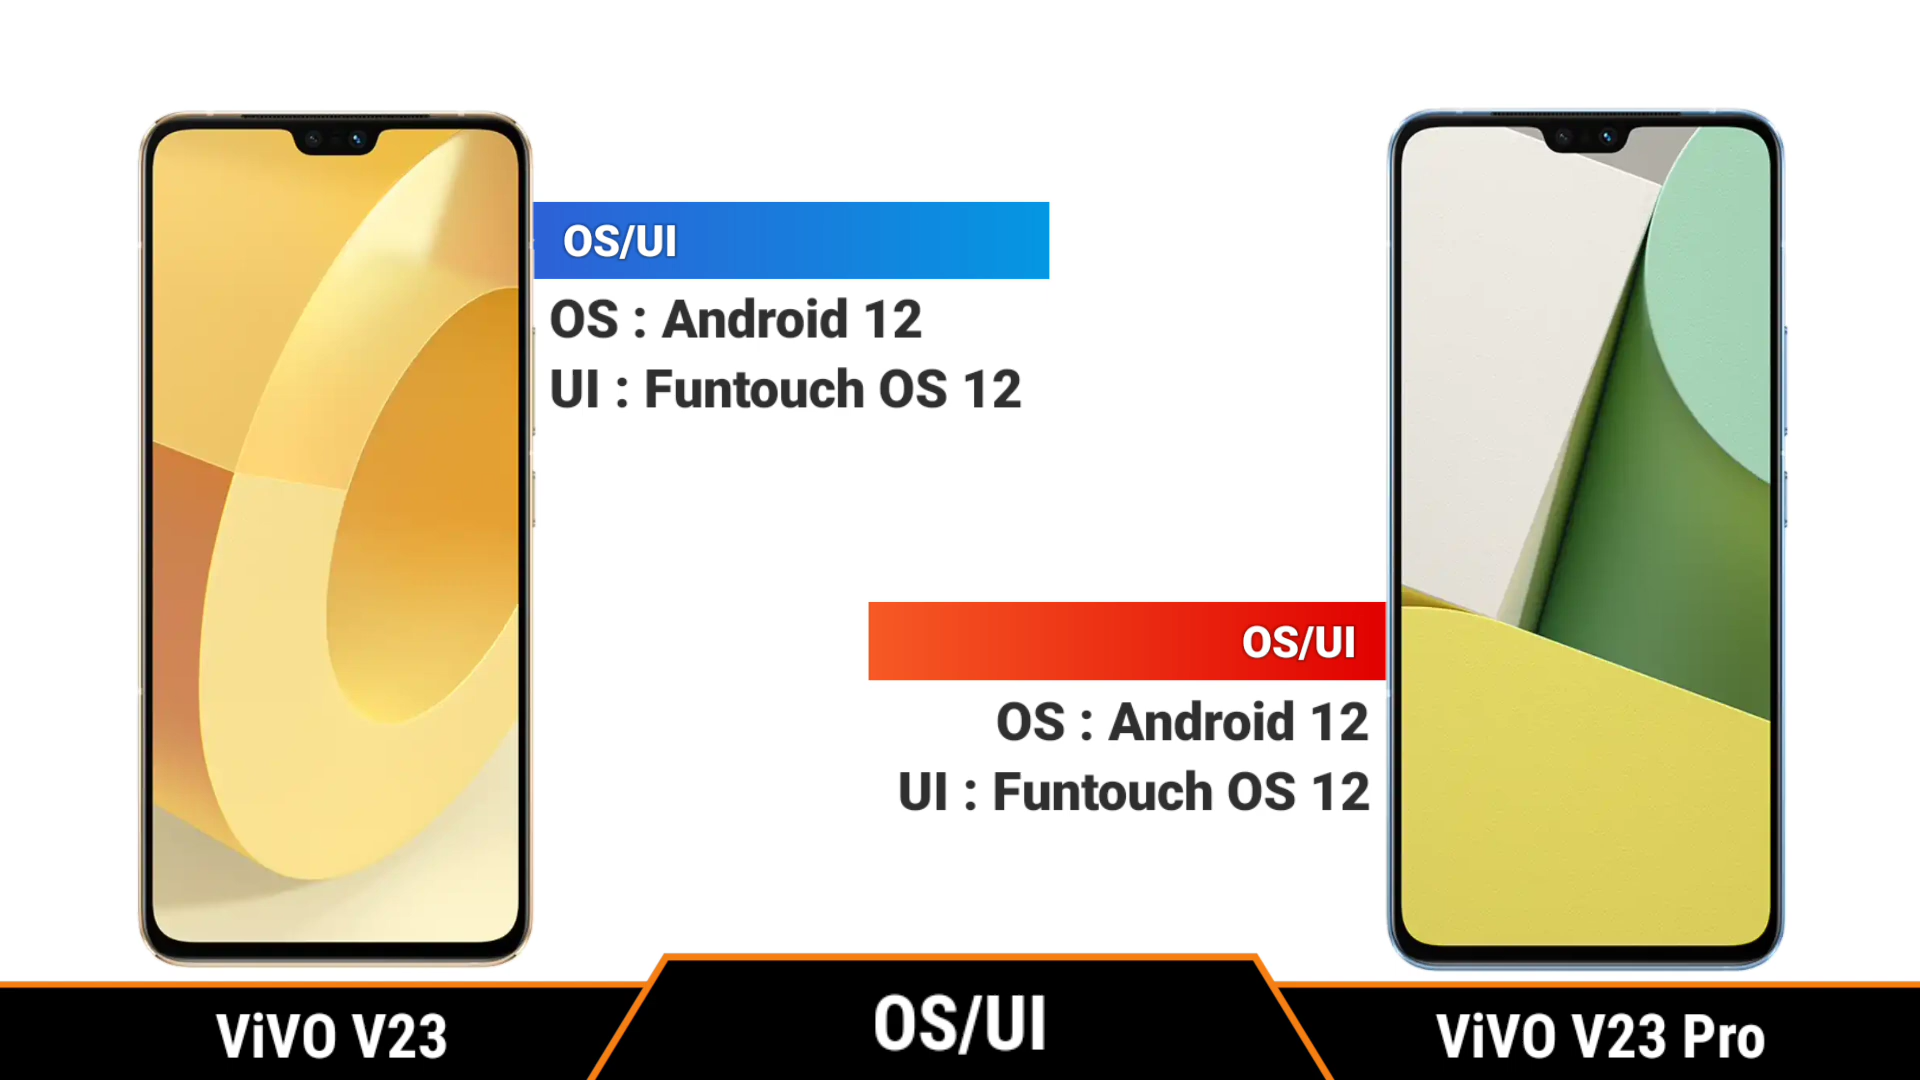 OS/UI
OS : Android 12
UI : Funtouch OS 12
OS/UI
OS : Android 12
UI : Funtouch OS 12
ViVO V23
OS/UI
ViVO V23 Pro